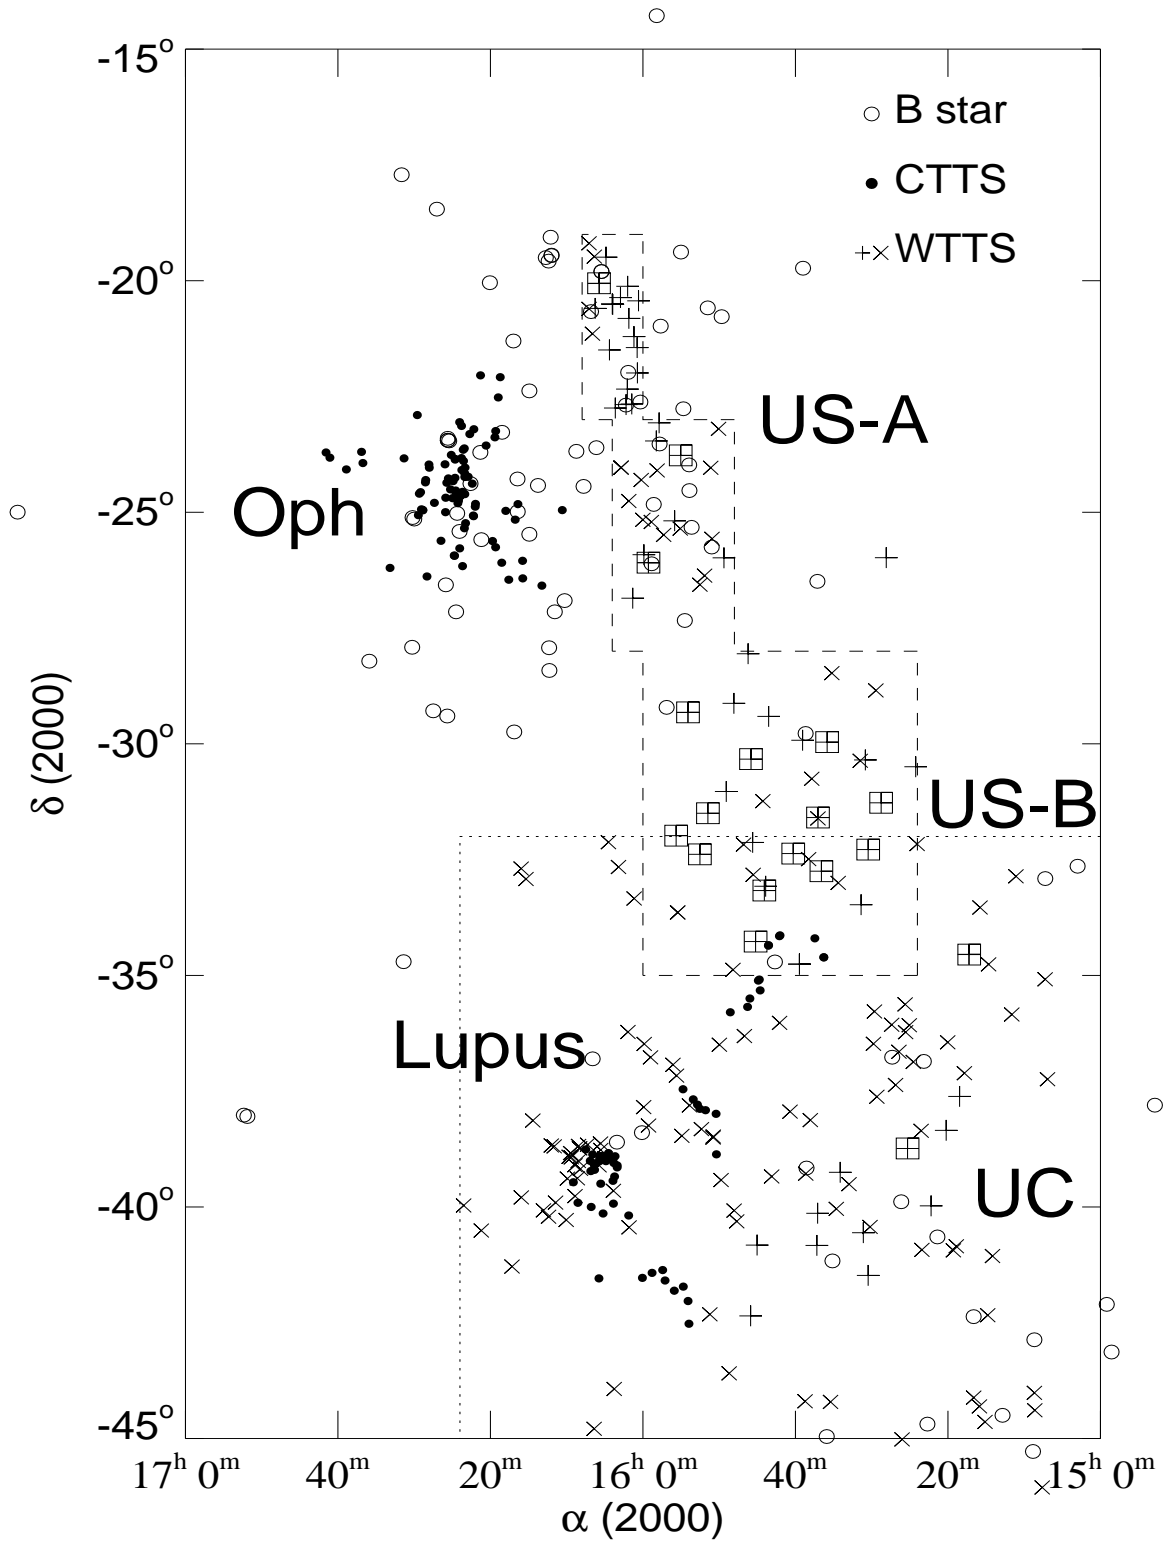 -15°
B star
CTTS
WTTS
-20°
US-A
Oph
-25°
δ (2000)
-30°
US-B
-35°
Lupus
UC
-40°
-45°
17ʰ 0ᵐ 40ᵐ 20ᵐ 16ʰ 0ᵐ 40ᵐ 20ᵐ 15ʰ 0ᵐ
α (2000)